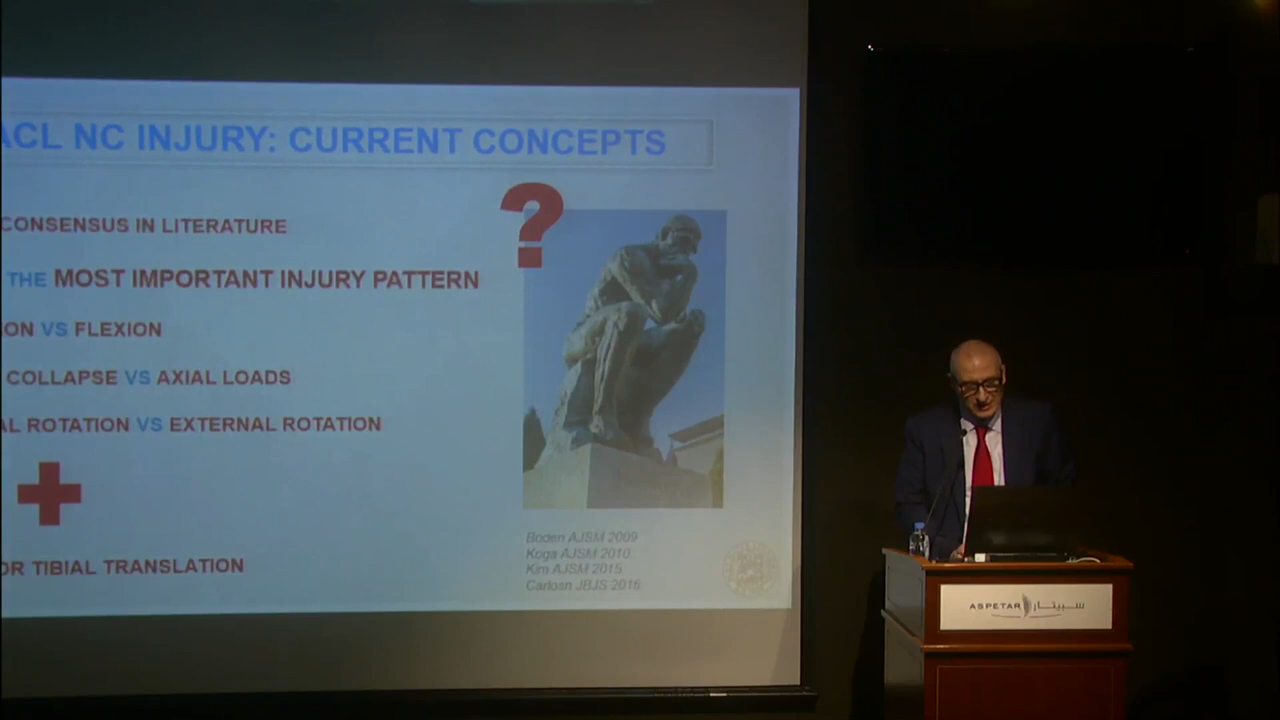 ACL NC INJURY: CURRENT CONCEPTS
?
CONSENSUS IN LITERATURE
THE MOST IMPORTANT INJURY PATTERN
ON VS FLEXION
COLLAPSE VS AXIAL LOADS
AL ROTATION VS EXTERNAL ROTATION
OR TIBIAL TRANSLATION
Boden AJSM 2009
Koga AJSM 2010
Kim AJSM 2015
Carlosn JBJS 2016
ASPETAR سبيتار